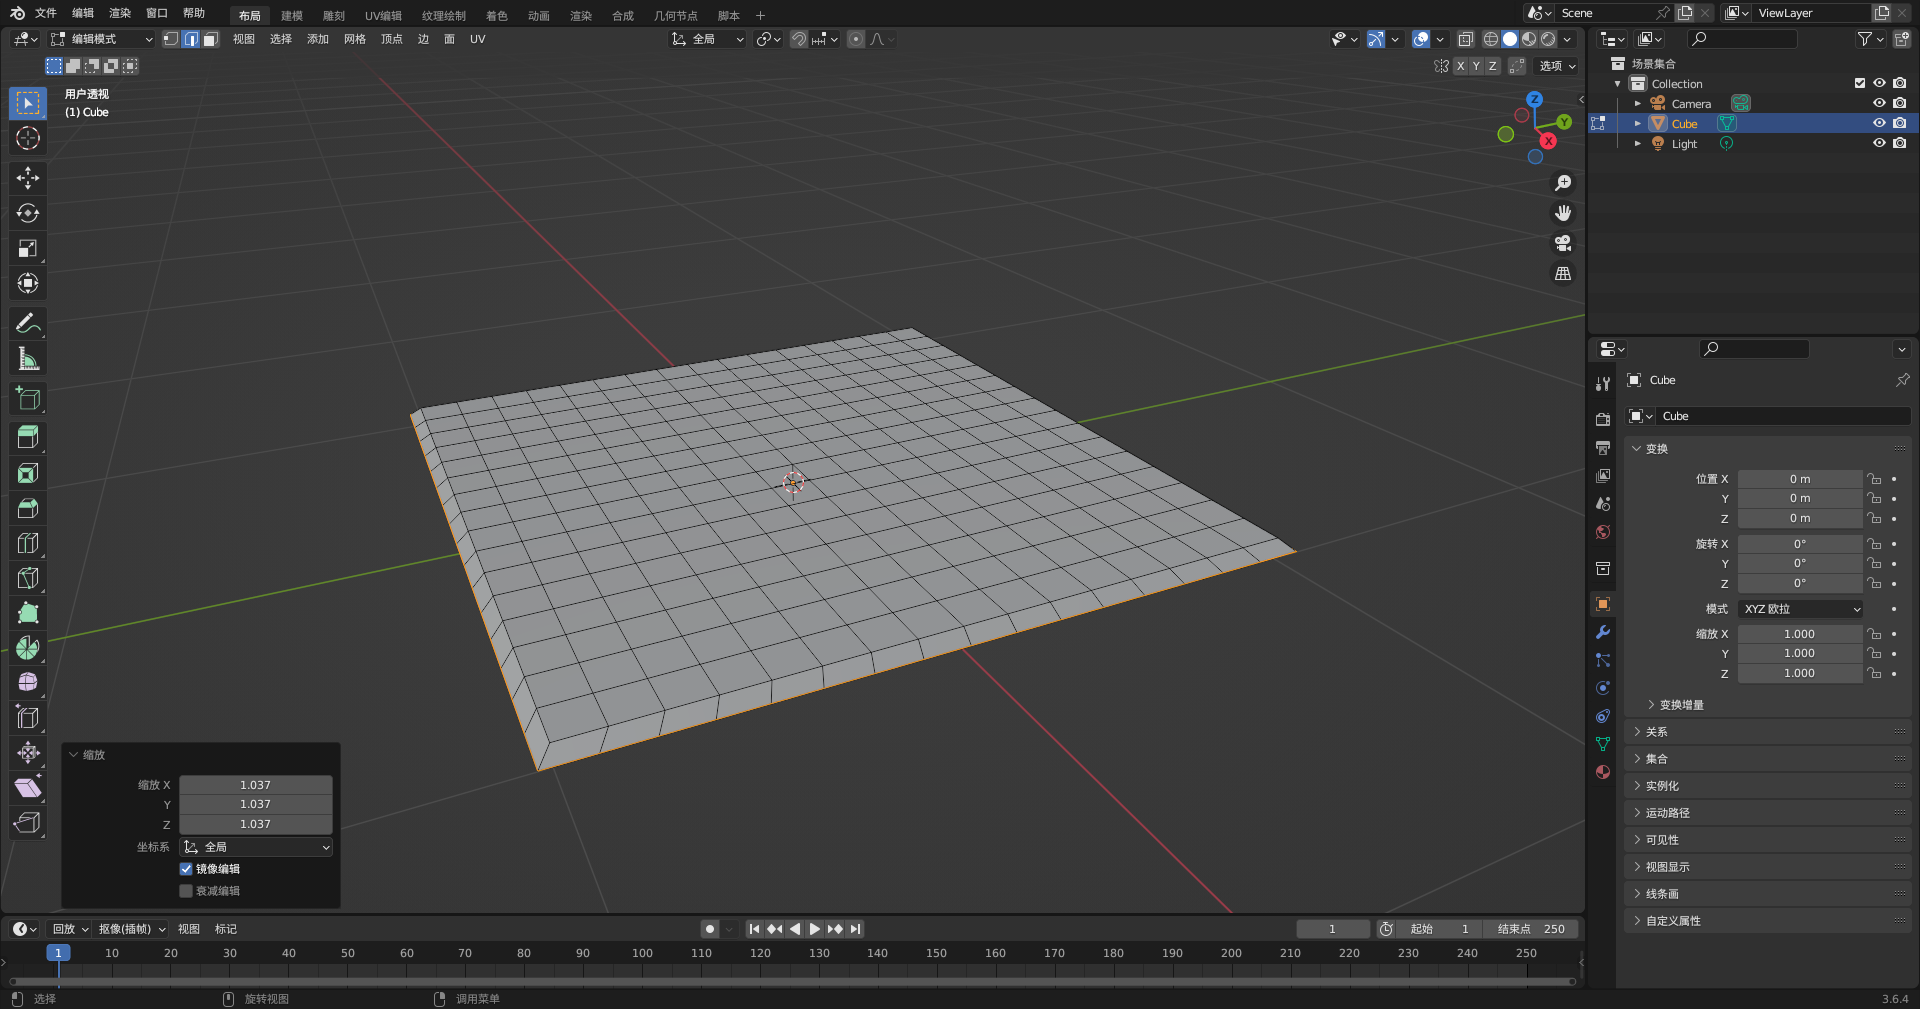 文件 编辑 渲染 窗口 帮助 布局 建模 雕刻 UV编辑 纹理绘制 着色 动画 渲染 合成 几何节点 脚本 + Scene ViewLayer
编辑模式 视图 选择 添加 网格 顶点 边 面 UV 全局
X Y Z 选项
用户透视
(1) Cube
Z
Y
X
缩放
缩放 X 1.037
Y 1.037
Z 1.037
坐标系 全局
镜像编辑
衰减编辑
场景集合
Collection
Camera
Cube
Light
Cube
Cube
变换
位置 X 0 m
Y 0 m
Z 0 m
旋转 X 0°
Y 0°
Z 0°
模式 XYZ 欧拉
缩放 X 1.000
Y 1.000
Z 1.000
变换增量
关系
集合
实例化
运动路径
可见性
视图显示
线条画
自定义属性
回放 抠像(插帧) 视图 标记 1 起始 1 结束点 250
1 10 20 30 40 50 60 70 80 90 100 110 120 130 140 150 160 170 180 190 200 210 220 230 240 250
选择 旋转视图 调用菜单 3.6.4